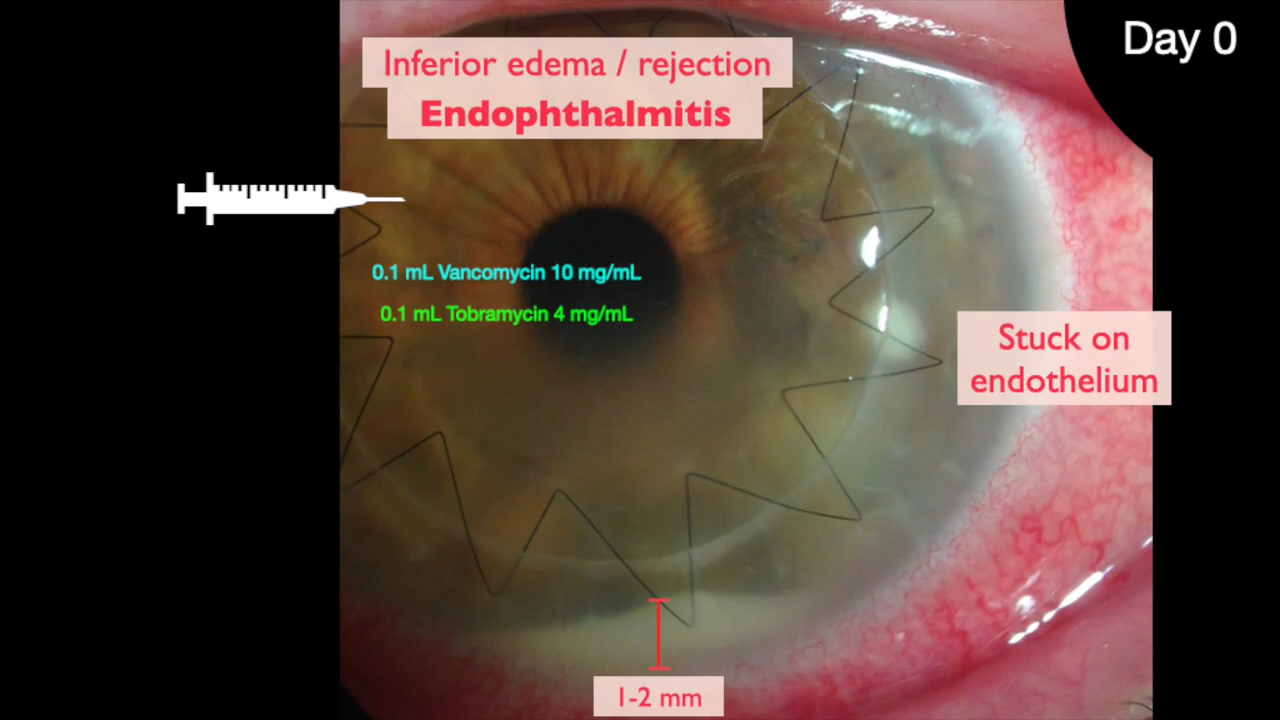 Day 0
Inferior edema / rejection
Endophthalmitis
0.1 mL Vancomycin 10 mg/mL
0.1 mL Tobramycin 4 mg/mL
Stuck on
endothelium
1-2 mm